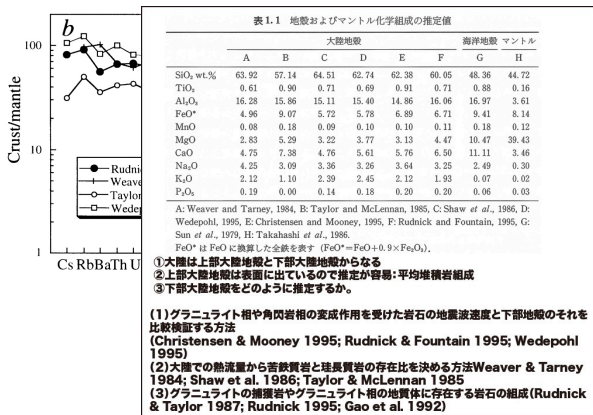 b
100
10
1
Crust/mantle
Rudni
Weave
Taylor
Wedep
Cs RbBaTh U
表1.1 地殻およびマントル化学組成の推定値
大陸地殻 海洋地殻 マントル
A B C D E F G H
SiO₂ wt.% 63.92 57.14 64.51 62.74 62.38 60.05 48.36 44.72
TiO₂ 0.61 0.90 0.71 0.69 0.91 0.71 0.88 0.16
Al₂O₃ 16.28 15.86 15.11 15.40 14.86 16.06 16.97 3.61
FeO* 4.96 9.07 5.72 5.78 6.89 6.71 9.41 8.14
MnO 0.08 0.18 0.09 0.10 0.10 0.11 0.18 0.12
MgO 2.83 5.29 3.22 3.77 3.13 4.47 10.47 39.43
CaO 4.75 7.38 4.76 5.61 5.76 6.50 11.11 3.46
Na₂O 4.25 3.09 3.36 3.26 3.64 3.25 2.49 0.30
K₂O 2.12 1.10 2.39 2.45 2.12 1.93 0.07 0.02
P₂O₅ 0.19 0.00 0.14 0.18 0.20 0.20 0.06 0.03
A: Weaver and Tarney, 1984, B: Taylor and McLennan, 1985, C: Shaw et al., 1986, D:
Wedepohl, 1995, E: Christensen and Mooney, 1995, F: Rudnick and Fountain, 1995, G:
Sun et al., 1979, H: Takahashi et al., 1986.
FeO* は FeO に換算した全鉄を表す (FeO*=FeO+0.9×Fe₂O₃).
①大陸は上部大陸地殻と下部大陸地殻からなる
②上部大陸地殻は表面に出ているので推定が容易:平均堆積岩組成
③下部大陸地殻をどのように推定するか。
(1)グラニュライト相や角閃岩相の変成作用を受けた岩石の地震波速度と下部地殻のそれを
比較検証する方法
(Christensen & Mooney 1995; Rudnick & Fountain 1995; Wedepohl
1995)
(2)大陸での熱流量から苦鉄質岩と珪長質岩の存在比を決める方法Weaver & Tarney
1984; Shaw et al. 1986; Taylor & McLennan 1985
(3)グラニュライトの捕獲岩やグラニュライト相の地質体に存在する岩石の組成(Rudnick
& Taylor 1987; Rudnick 1995; Gao et al. 1992)